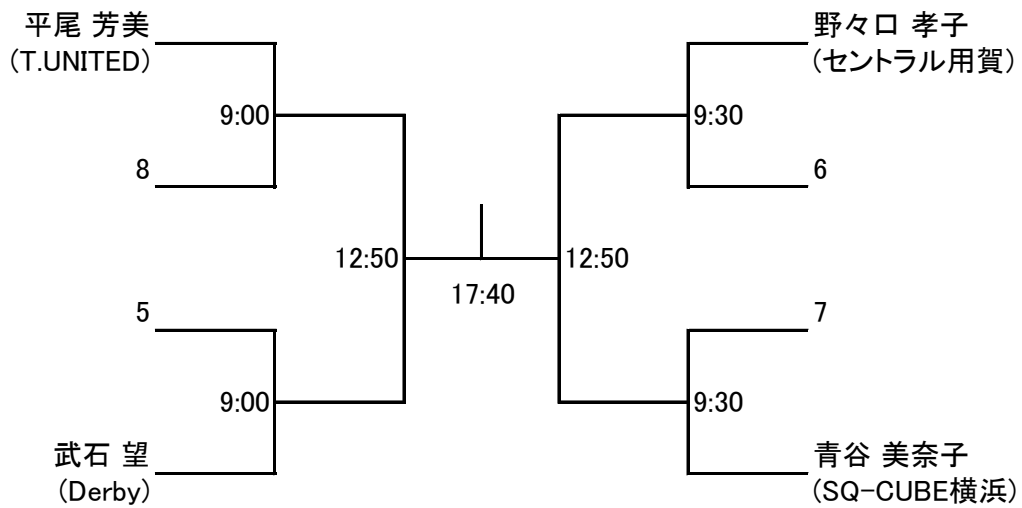 平尾 芳美
(T.UNITED)
9:00
8
12:50
5
9:00
武石 望
(Derby)
17:40
野々口 孝子
(セントラル用賀)
9:30
6
12:50
7
9:30
青谷 美奈子
(SQ-CUBE横浜)